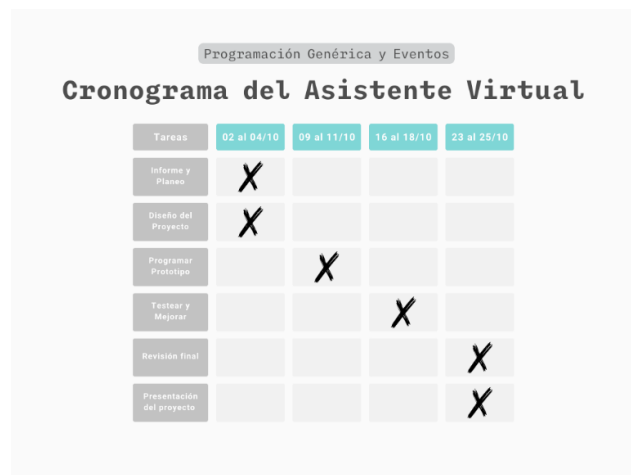 Programación Genérica y Eventos
Cronograma del Asistente Virtual
Tareas 02 al 04/10 09 al 11/10 16 al 18/10 23 al 25/10
Informe y
Planeo
Diseño del
Proyecto
Programar
Prototipo
Testear y
Mejorar
Revisión final
Presentación
del proyecto